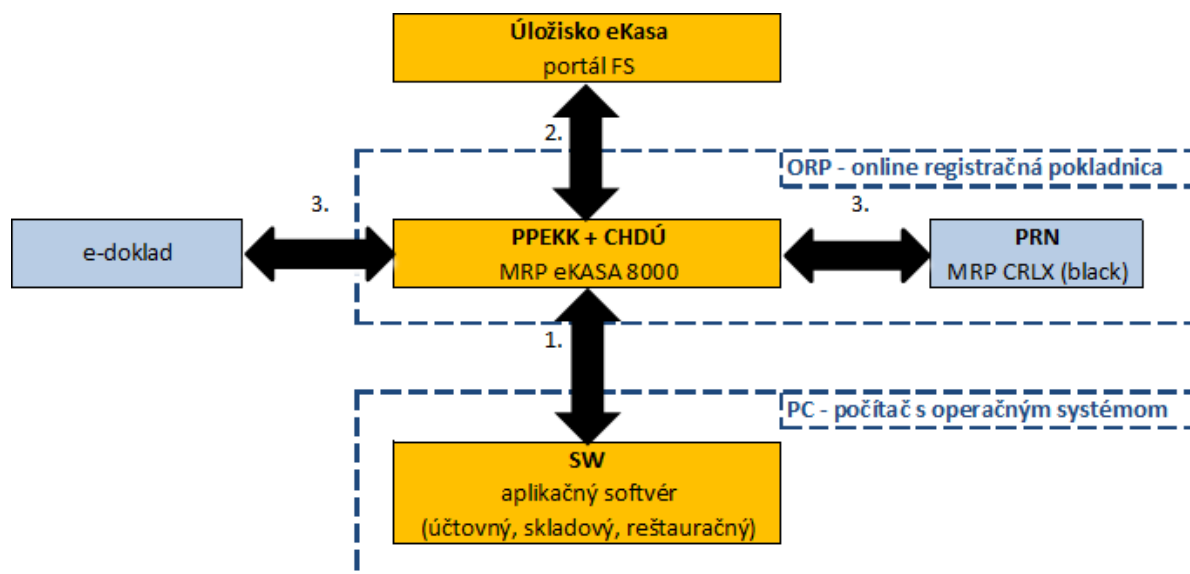 Úložisko eKasa
portál FS
2.
ORP - online registračná pokladnica
3.
3.
e-doklad
PPEKK + CHDÚ
MRP eKASA 8000
PRN
MRP CRLX (black)
1.
PC - počítač s operačným systémom
SW
aplikačný softvér
(účtovný, skladový, reštauračný)